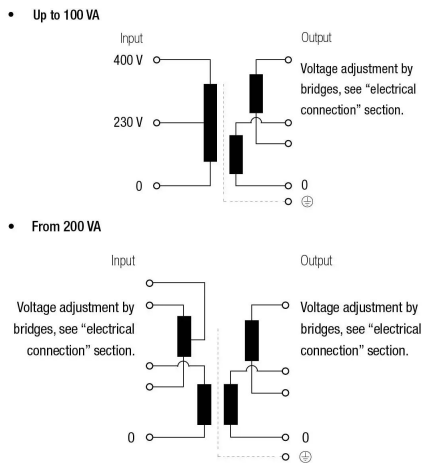 • Up to 100 VA
Input
Output
400 V
Voltage adjustment by
bridges, see “electrical
connection” section.
230 V
0
0
• From 200 VA
Input
Output
Voltage adjustment by
bridges, see “electrical
connection” section.
Voltage adjustment by
bridges, see “electrical
connection” section.
0
0